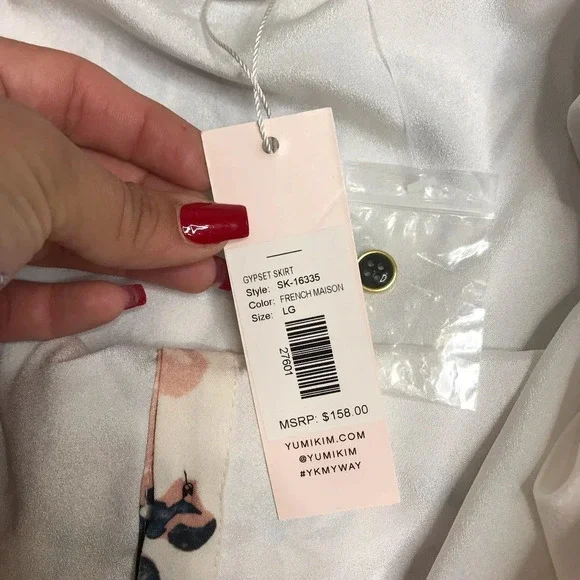 GYPSET SKIRT
Style: SK-16335
Color: FRENCH MAISON
Size: LG
27601
MSRP: $158.00
YUMIKIM.COM
@YUMIKIM
#YKMYWAY